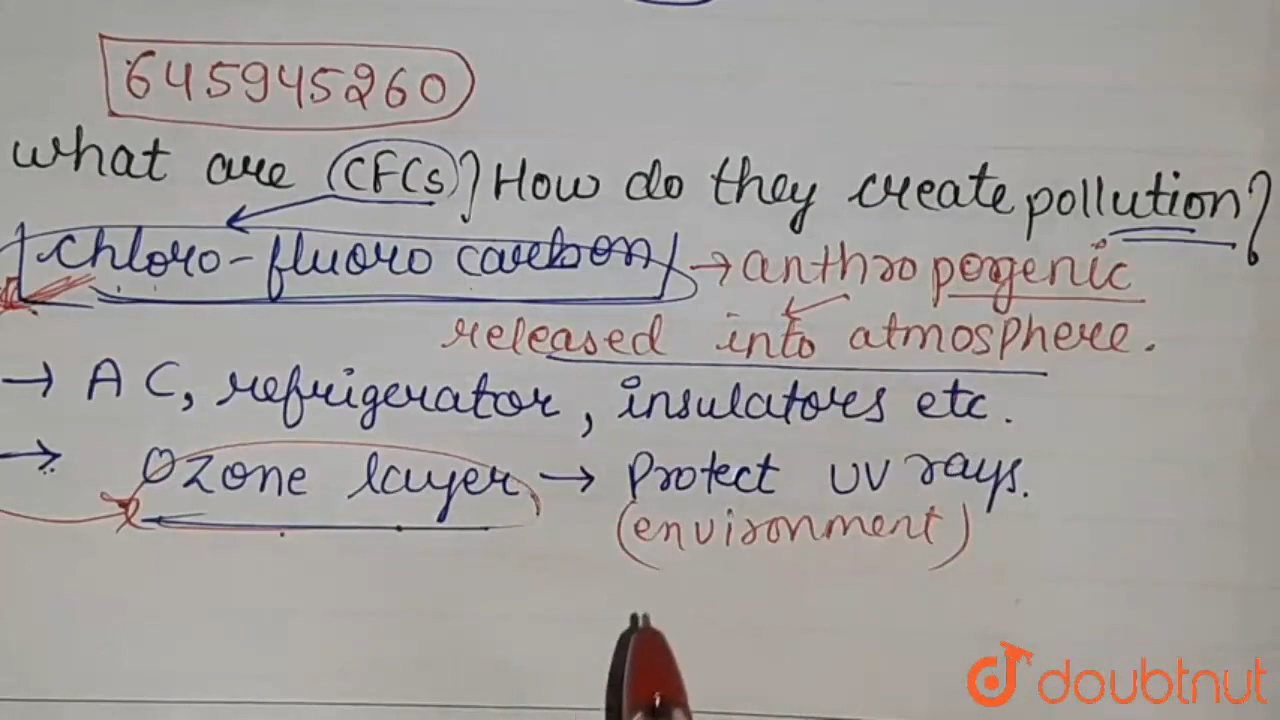 645945260
What are CFCs? How do they create pollution?
Chloro-fluoro carbon → anthropogenic
released into atmosphere.
→ AC, refrigerator, insulators etc.
→ Ozone layer → Protect UV rays.
(environment)
doubtnut